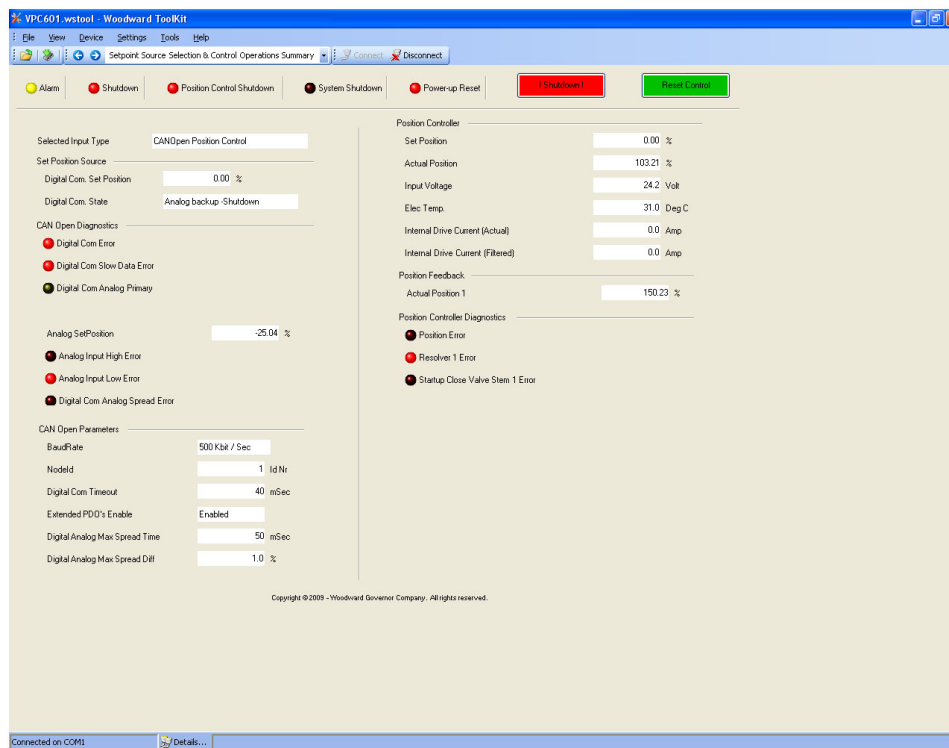 VPC601.wstool - Woodward ToolKit
File View Device Settings Tools Help
Setpoint Source Selection & Control Operations Summary Connect Disconnect
Alarm Shutdown Position Control Shutdown System Shutdown Power-up Reset ! Shutdown ! Reset Control
Selected Input Type CANOpen Position Control
Set Position Source
Digital Com. Set Position 0.00 %
Digital Com. State Analog backup -Shutdown
CAN Open Diagnostics
Digital Com Error
Digital Com Slow Data Error
Digital Com Analog Primary
Analog SetPosition -25.04 %
Analog Input High Error
Analog Input Low Error
Digital Com Analog Spread Error
CAN Open Parameters
BaudRate 500 Kbit / Sec
NodeId 1 Id Nr
Digital Com Timeout 40 mSec
Extended PDO's Enable Enabled
Digital Analog Max Spread Time 50 mSec
Digital Analog Max Spread Diff 1.0 %
Position Controller
Set Position 0.00 %
Actual Position 103.21 %
Input Voltage 24.2 Volt
Elec Temp. 31.0 Deg C
Internal Drive Current (Actual) 0.0 Amp
Internal Drive Current (Filtered) 0.0 Amp
Position Feedback
Actual Position 1 150.23 %
Position Controller Diagnostics
Position Error
Resolver 1 Error
Startup Close Valve Stem 1 Error
Copyright © 2009 - Woodward Governor Company. All rights reserved.
Connected on COM1 Details...